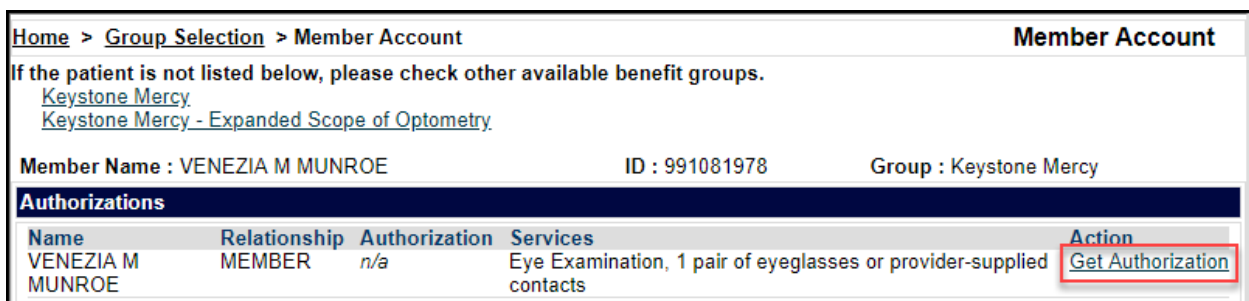 Home > Group Selection > Member Account Member Account
If the patient is not listed below, please check other available benefit groups.
Keystone Mercy
Keystone Mercy - Expanded Scope of Optometry
Member Name : VENEZIA M MUNROE ID : 991081978 Group : Keystone Mercy
Authorizations
Name Relationship Authorization Services Action
VENEZIA M MEMBER n/a Eye Examination, 1 pair of eyeglasses or provider-supplied Get Authorization
MUNROE contacts